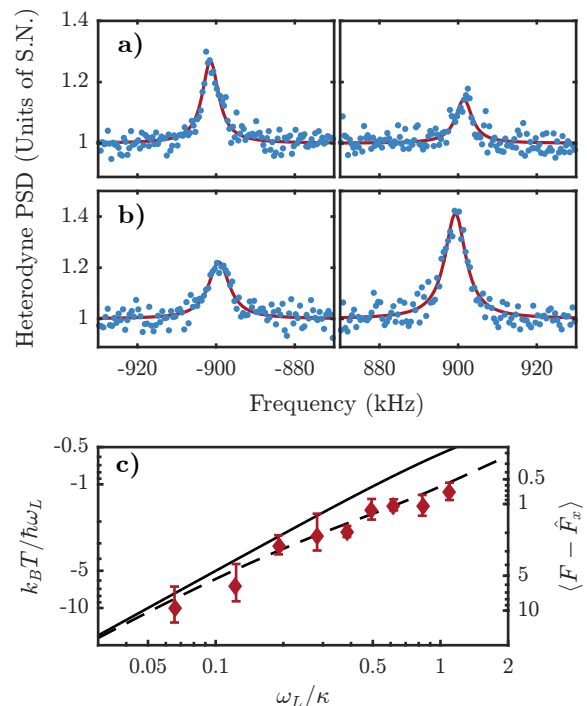 Heterodyne PSD (Units of S.N.)
a)
1.4
1.2
1
b)
1.4
1.2
1
-920 -900 -870 880 900 920
Frequency (kHz)
c)
-0.5
-1
-5
-10
k_B T/ħω_L
0.5
1
5
10
⟨F − F̂_x⟩
0.05 0.1 0.5 1 2
ω_L/κ